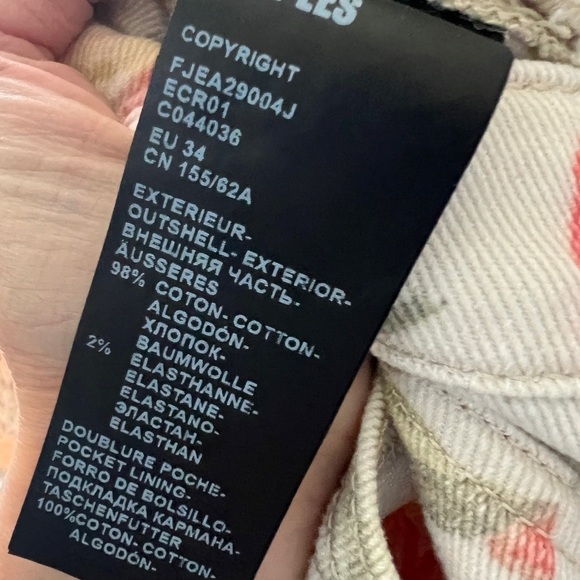 COPYRIGHT
FJEA29004J
ECR01
C044036
EU 34
CN 155/62A
EXTERIEUR-
OUTSHELL- EXTERIOR-
ВНЕШНЯЯ ЧАСТЬ-
ÄUSSERES
98% COTON- COTTON-
ALGODÓN-
ХЛОПОК-
BAUMWOLLE
2% ELASTHANNE-
ELASTANE-
ELASTANO-
ЭЛАСТАН-
ELASTHAN
DOUBLURE POCHE-
POCKET LINING-
FORRO DE BOLSILLO-
ПОДКЛАДКА КАРМАНА-
TASCHENFUTTER
100%COTON- COTTON-
ALGODÓN-